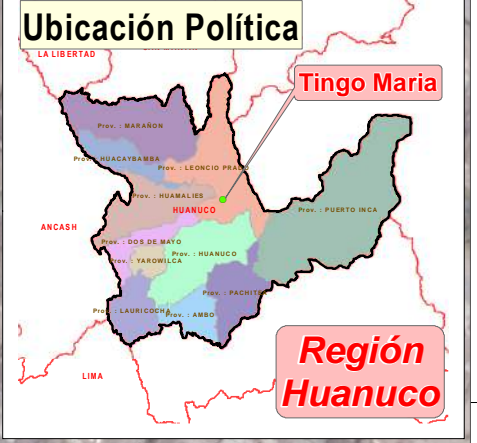 Ubicación Política
LA LIBERTAD
Tingo Maria
Prov. : MARAÑON
Prov. : HUACAYBAMBA
Prov. : LEONCIO PRADO
Prov. : HUAMALIES
HUANUCO
Prov. : PUERTO INCA
ANCASH
Prov. : DOS DE MAYO
Prov. : HUANUCO
Prov. : YAROWILCA
Prov. : PACHITEA
Prov. : LAURICOCHA
Prov. : AMBO
Región
Huanuco
LIMA